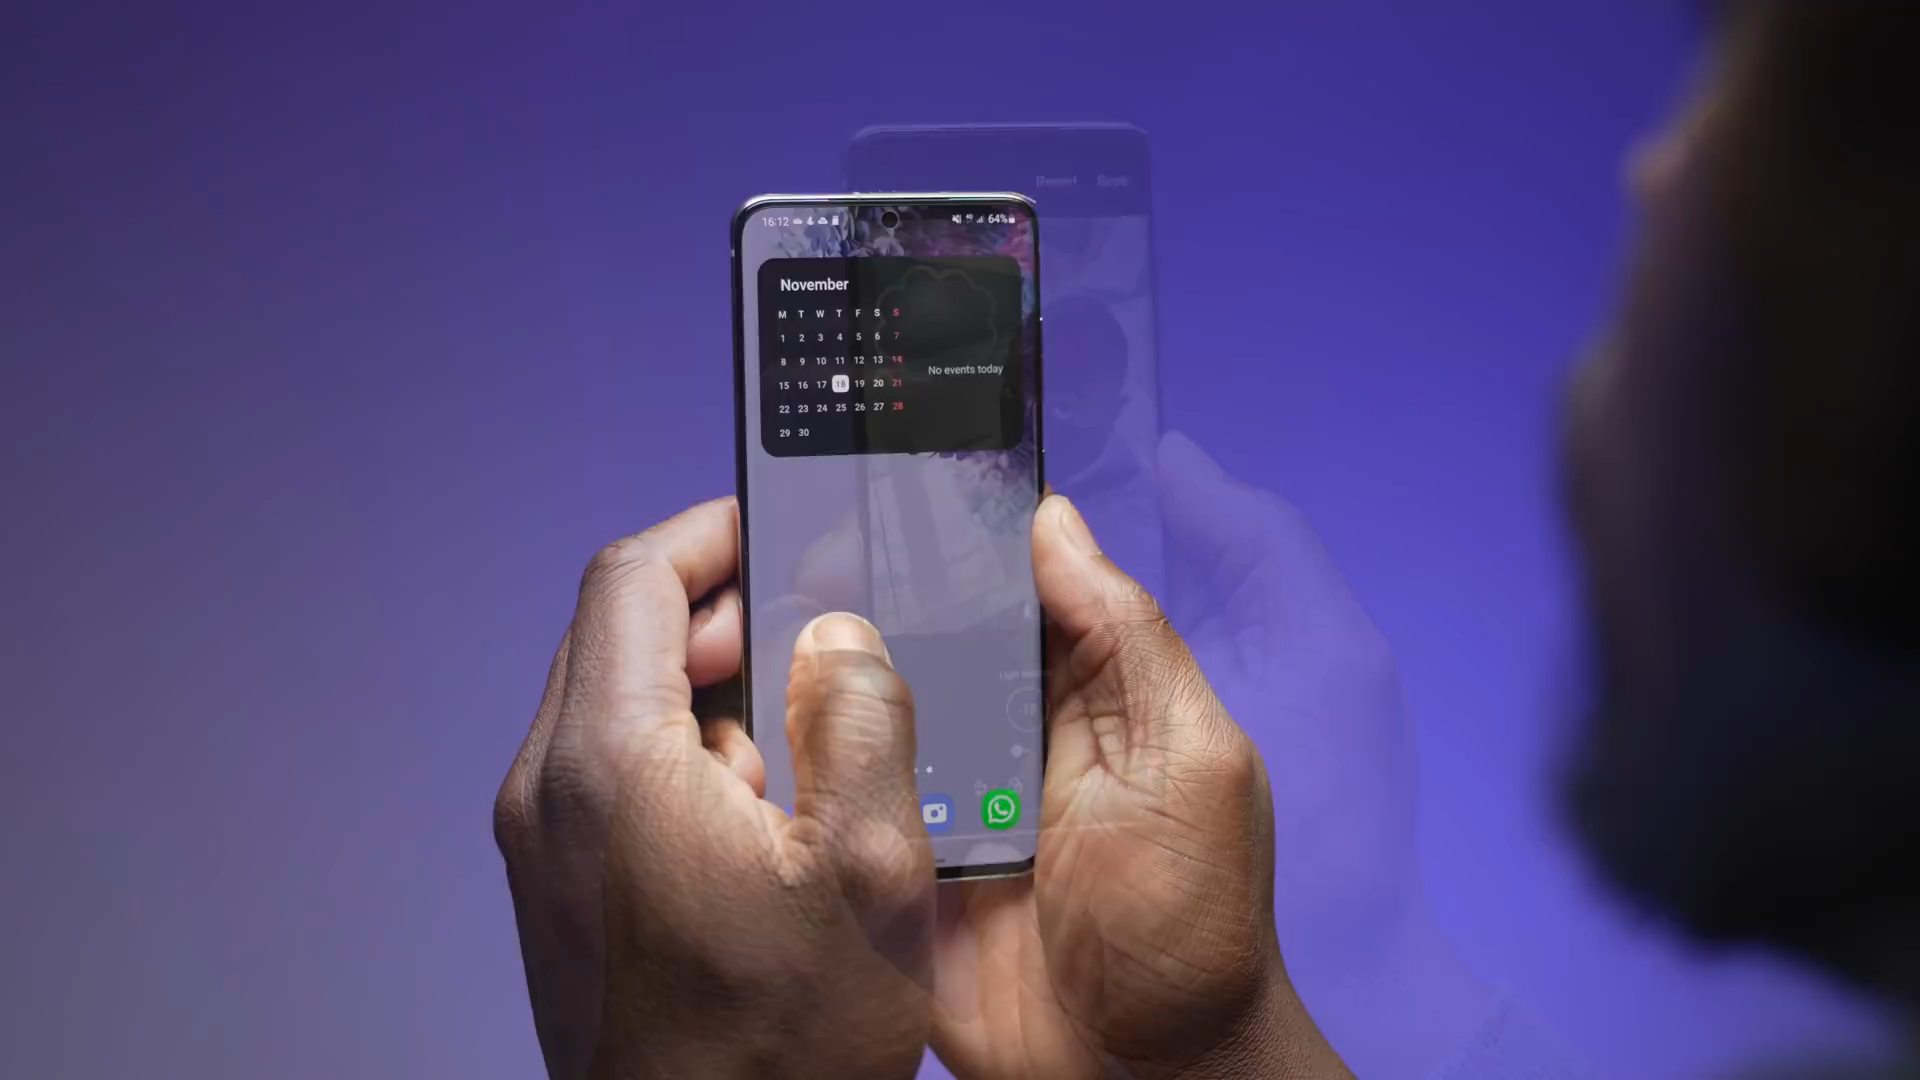 16:12
64%
November
M T W T F S S
1 2 3 4 5 6 7
8 9 10 11 12 13 14
No events today
15 16 17 18 19 20 21
22 23 24 25 26 27 28
29 30